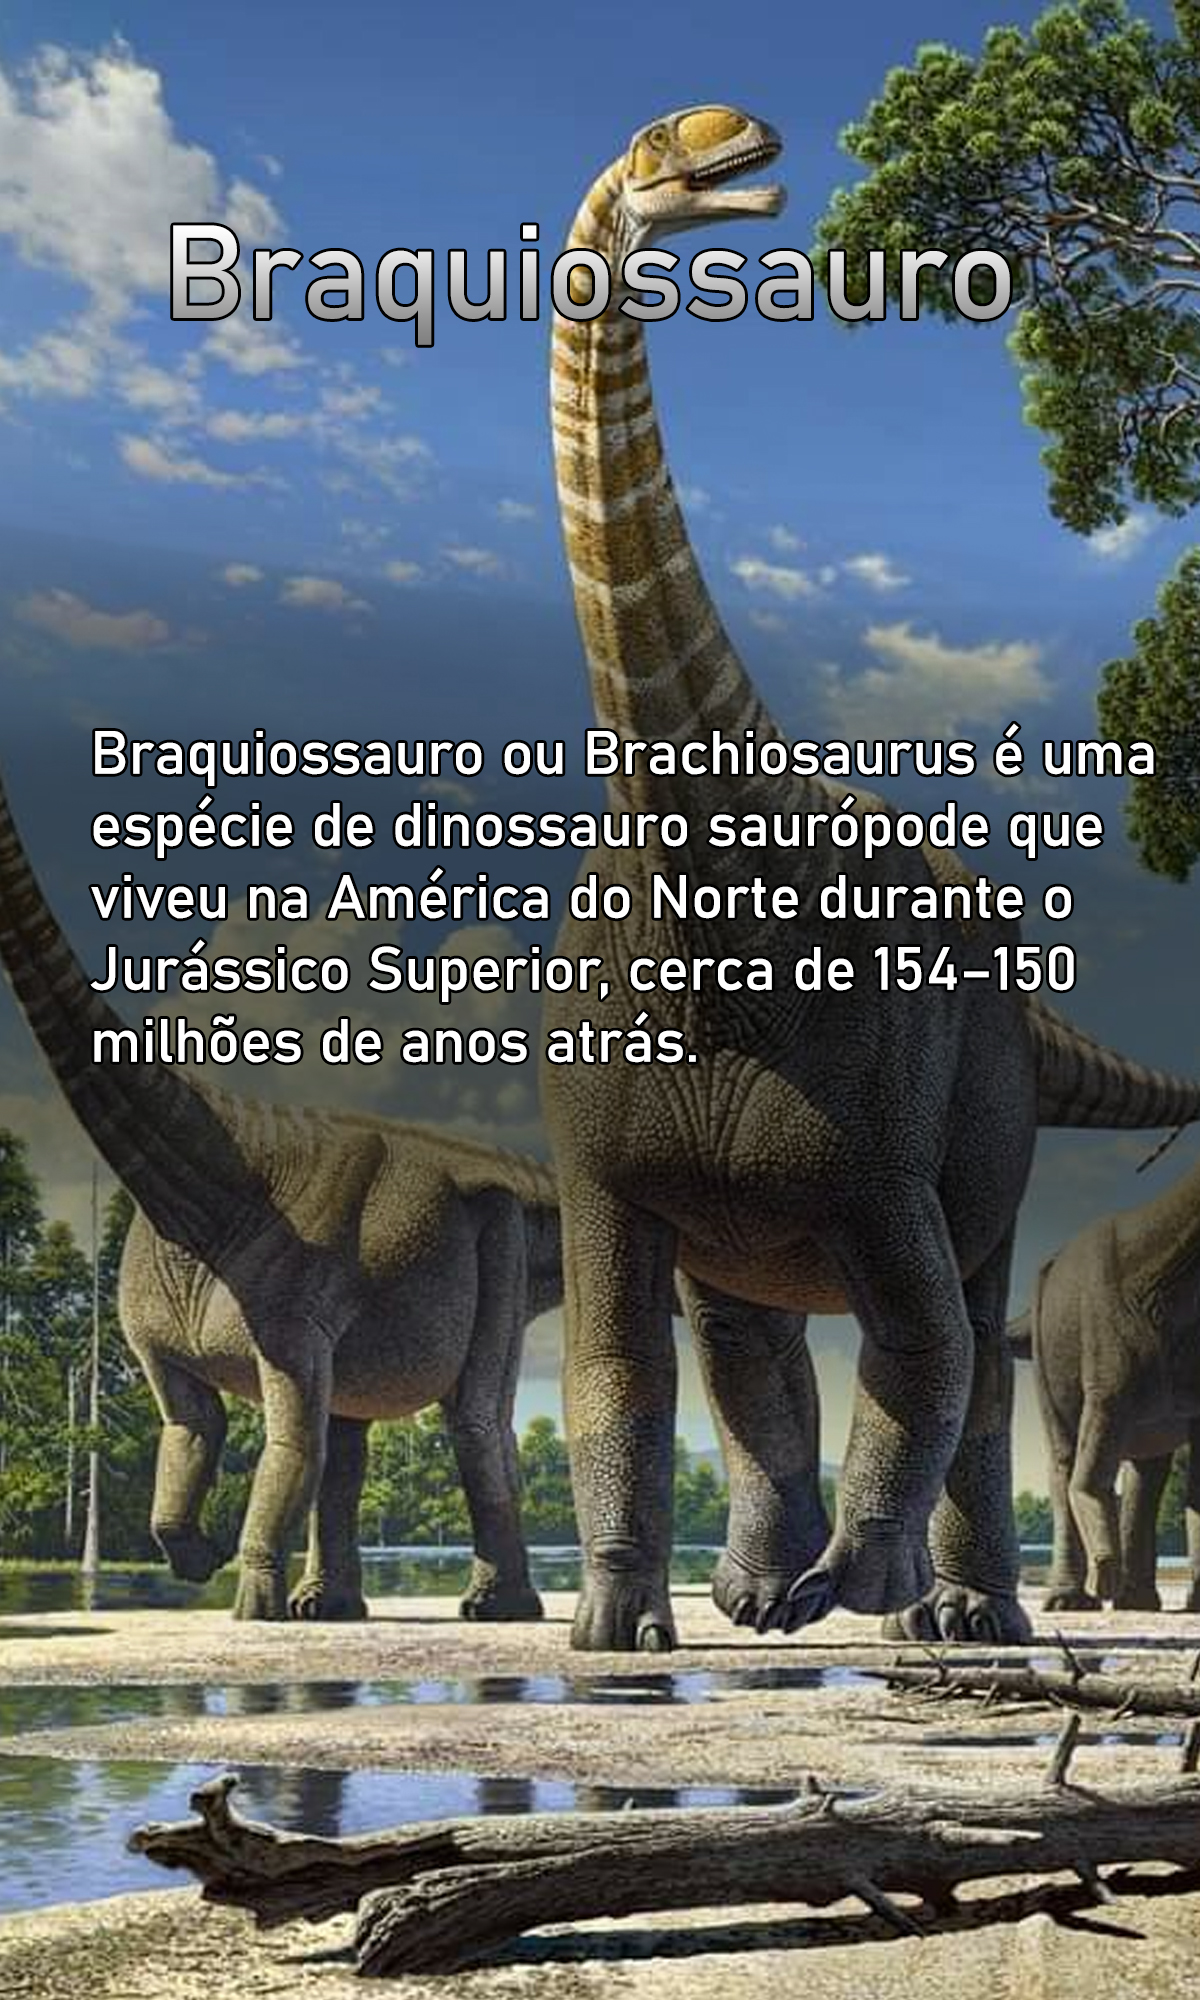 Braquiossauro
Braquiossauro ou Brachiosaurus é uma
espécie de dinossauro saurópode que
viveu na América do Norte durante o
Jurássico Superior, cerca de 154–150
milhões de anos atrás.